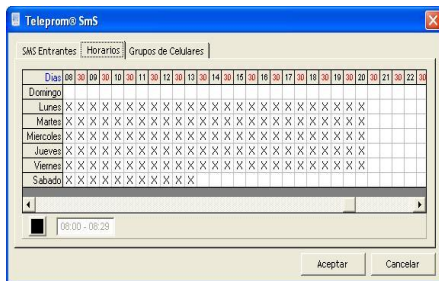 Teleprom® SmS
SMS Entrantes Horarios Grupos de Celulares
Dias 08 30 09 30 10 30 11 30 12 30 13 30 14 30 15 30 16 30 17 30 18 30 19 30 20 30 21 30 22 30
Domingo
Lunes X X X X X X X X X X X X X X X X X X X X X X X X X
Martes X X X X X X X X X X X X X X X X X X X X X X X X X
Miercoles X X X X X X X X X X X X X X X X X X X X X X X X X
Jueves X X X X X X X X X X X X X X X X X X X X X X X X X
Viernes X X X X X X X X X X X X X X X X X X X X X X X X X
Sabado X X X X X X X X X X X
08:00 - 08:29
Aceptar Cancelar